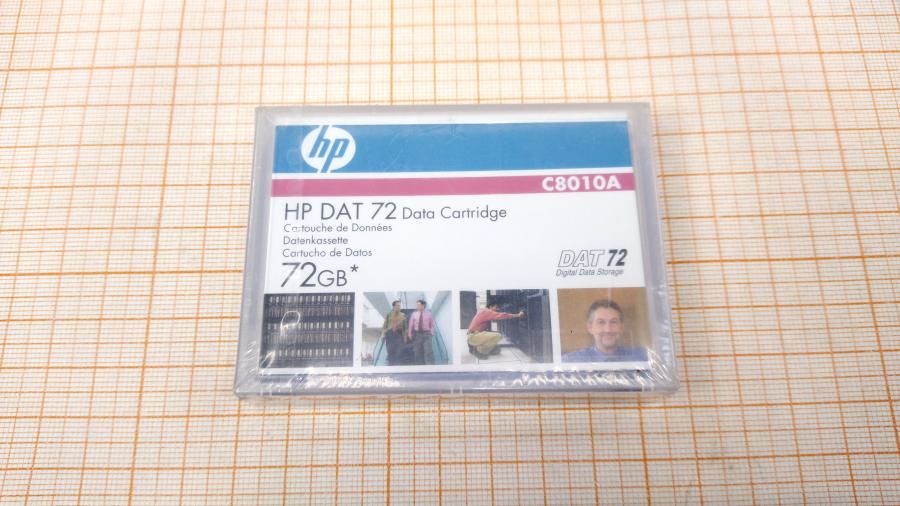 hp
C8010A
HP DAT 72 Data Cartridge
Cartouche de Données
Datenkassette
Cartucho de Datos
72GB*
DAT 72
Digital Data Storage